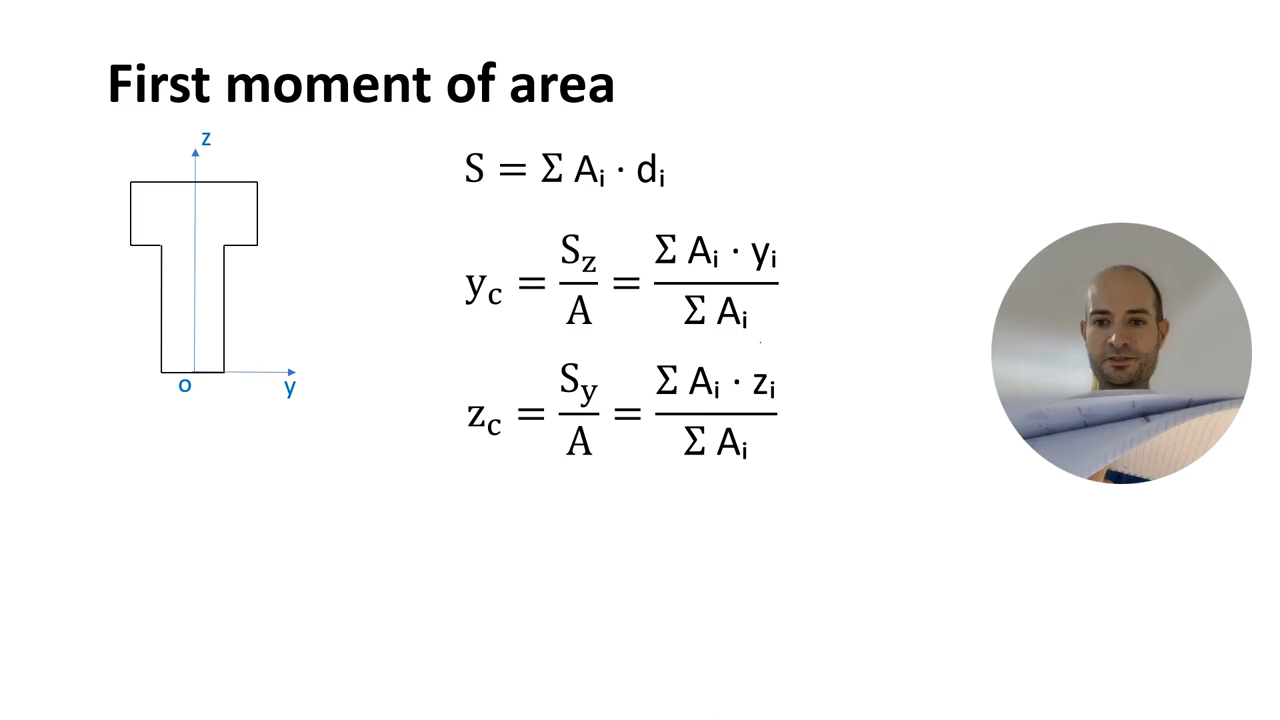 First moment of area
z
o
y
S = Σ Aᵢ · dᵢ
y_c = S_z / A = Σ Aᵢ · yᵢ / Σ Aᵢ
z_c = S_y / A = Σ Aᵢ · zᵢ / Σ Aᵢ